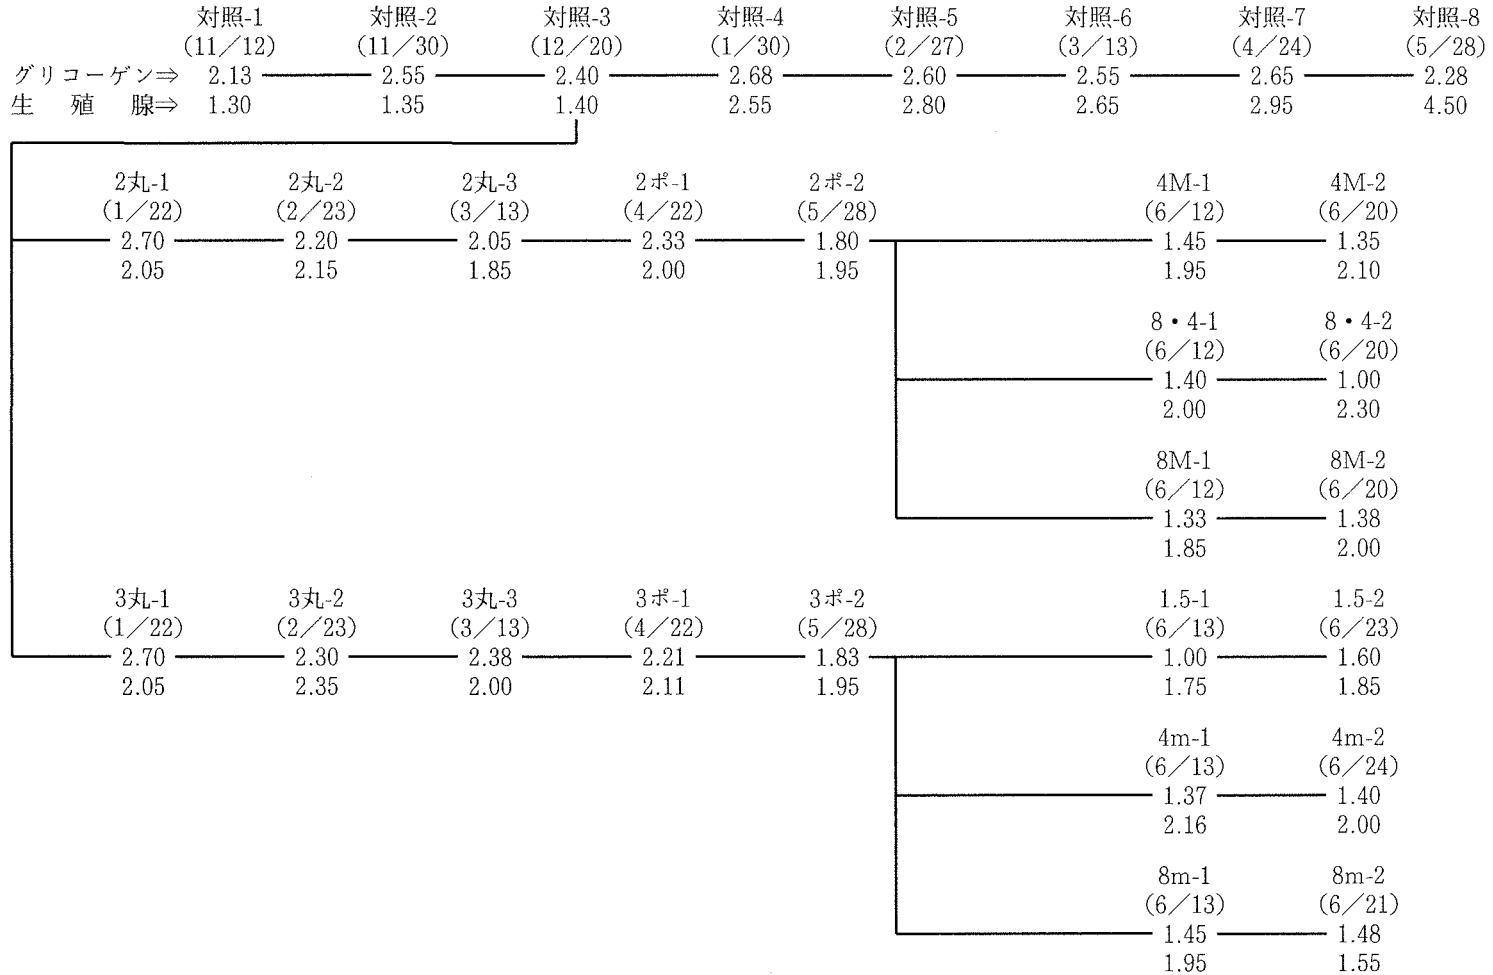 対照-1 対照-2 対照-3 対照-4 対照-5 対照-6 対照-7 対照-8
(11／12) (11／30) (12／20) (1／30) (2／27) (3／13) (4／24) (5／28)
グリコーゲン⇒ 2.13 2.55 2.40 2.68 2.60 2.55 2.65 2.28
生殖腺⇒ 1.30 1.35 1.40 2.55 2.80 2.65 2.95 4.50
2丸-1 2丸-2 2丸-3 2ポ-1 2ポ-2 4M-1 4M-2
(1／22) (2／23) (3／13) (4／22) (5／28) (6／12) (6／20)
2.70 2.20 2.05 2.33 1.80 1.45 1.35
2.05 2.15 1.85 2.00 1.95 1.95 2.10
8・4-1 8・4-2
(6／12) (6／20)
1.40 1.00
2.00 2.30
8M-1 8M-2
(6／12) (6／20)
1.33 1.38
1.85 2.00
3丸-1 3丸-2 3丸-3 3ポ-1 3ポ-2 1.5-1 1.5-2
(1／22) (2／23) (3／13) (4／22) (5／28) (6／13) (6／23)
2.70 2.30 2.38 2.21 1.83 1.00 1.60
2.05 2.35 2.00 2.11 1.95 1.75 1.85
4m-1 4m-2
(6／13) (6／24)
1.37 1.40
2.16 2.00
8m-1 8m-2
(6／13) (6／21)
1.45 1.48
1.95 1.55